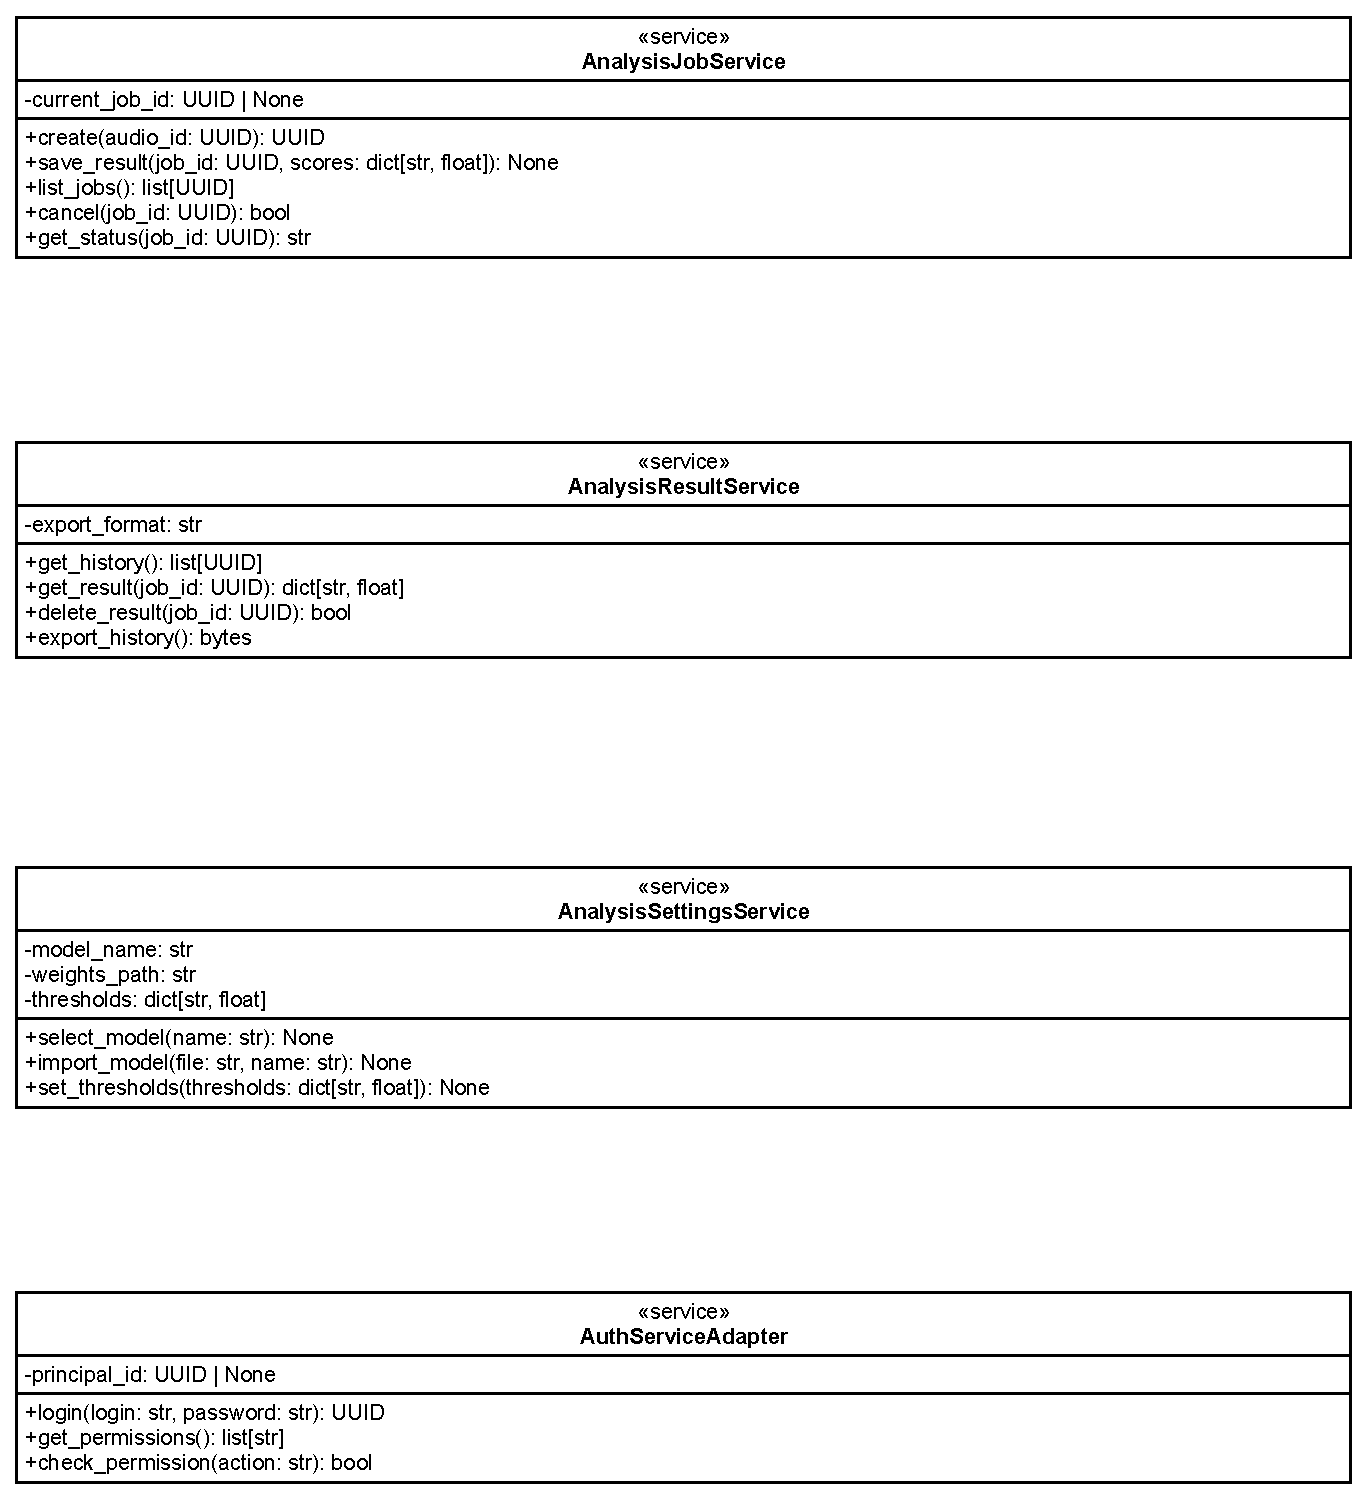 «service»
AnalysisJobService
-current_job_id: UUID | None
+create(audio_id: UUID): UUID
+save_result(job_id: UUID, scores: dict[str, float]): None
+list_jobs(): list[UUID]
+cancel(job_id: UUID): bool
+get_status(job_id: UUID): str
«service»
AnalysisResultService
-export_format: str
+get_history(): list[UUID]
+get_result(job_id: UUID): dict[str, float]
+delete_result(job_id: UUID): bool
+export_history(): bytes
«service»
AnalysisSettingsService
-model_name: str
-weights_path: str
-thresholds: dict[str, float]
+select_model(name: str): None
+import_model(file: str, name: str): None
+set_thresholds(thresholds: dict[str, float]): None
«service»
AuthServiceAdapter
-principal_id: UUID | None
+login(login: str, password: str): UUID
+get_permissions(): list[str]
+check_permission(action: str): bool